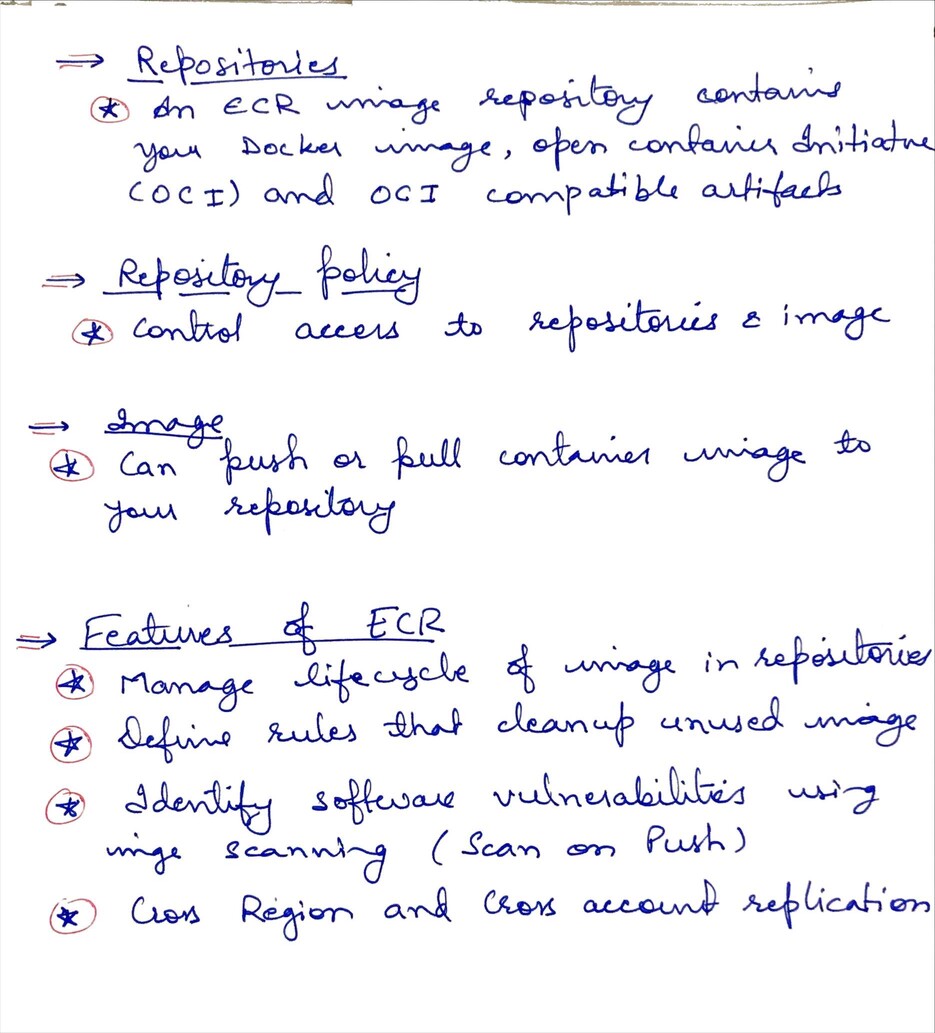 ⇒ Repositories
* An ECR image repository contains
your Docker image, open container Initiative
(OCI) and OCI compatible artifacts
⇒ Repository policy
* Control access to repositories & image
⇒ Image
* Can push or pull container image to
your repository
⇒ Features of ECR
* Manage lifecycle of image in repositories
* Define rules that cleanup unused image
* Identify software vulnerabilities using
imge scanning (Scan on Push)
* Cross Region and Cross account replication